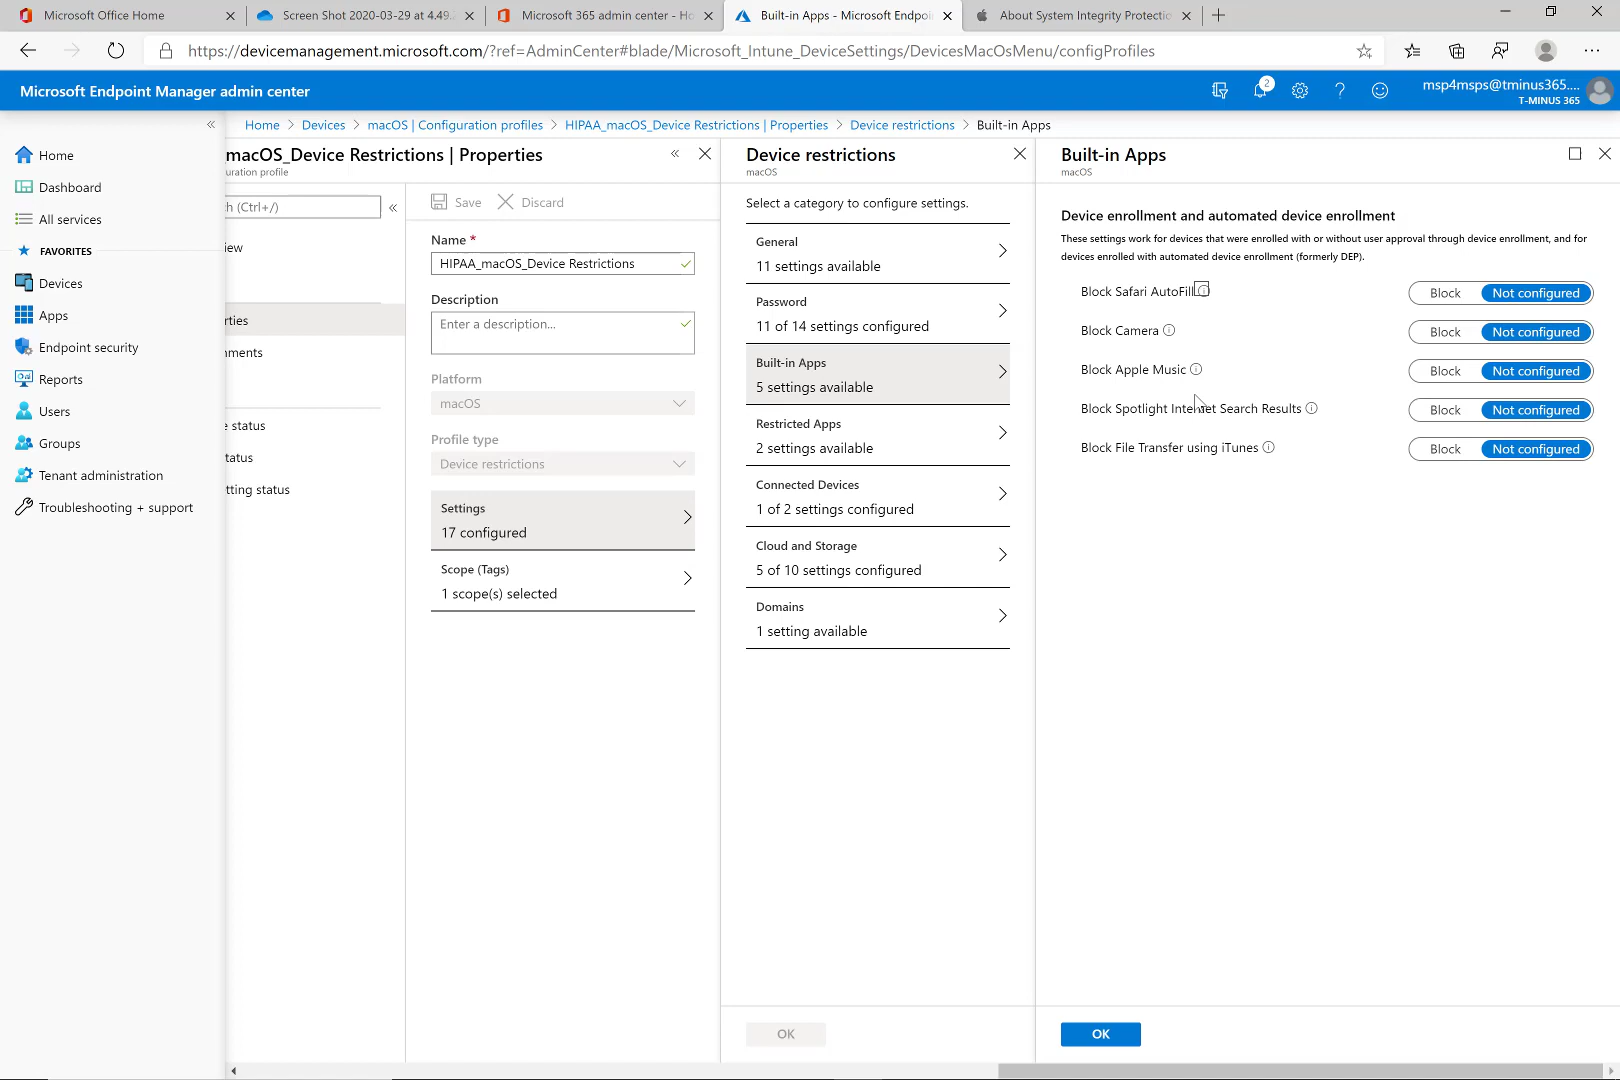 Microsoft Office Home
Screen Shot 2020-03-29 at 4.49.
Microsoft 365 admin center - Ho
Built-in Apps - Microsoft Endpoi
About System Integrity Protectio
https://devicemanagement.microsoft.com/?ref=AdminCenter#blade/Microsoft_Intune_DeviceSettings/DevicesMacOsMenu/configProfiles
Microsoft Endpoint Manager admin center
2
msp4msps@tminus365....
T-MINUS 365
Home > Devices > macOS | Configuration profiles > HIPAA_macOS_Device Restrictions | Properties > Device restrictions > Built-in Apps
Home
Dashboard
All services
FAVORITES
Devices
Apps
Endpoint security
Reports
Users
Groups
Tenant administration
Troubleshooting + support
macOS_Device Restrictions | Properties
uration profile
h (Ctrl+/)
iew
rties
nments
e status
tatus
tting status
Save
Discard
Name *
HIPAA_macOS_Device Restrictions
Description
Enter a description...
Platform
macOS
Profile type
Device restrictions
Settings
17 configured
Scope (Tags)
1 scope(s) selected
Device restrictions
macOS
Select a category to configure settings.
General
11 settings available
Password
11 of 14 settings configured
Built-in Apps
5 settings available
Restricted Apps
2 settings available
Connected Devices
1 of 2 settings configured
Cloud and Storage
5 of 10 settings configured
Domains
1 setting available
OK
Built-in Apps
macOS
Device enrollment and automated device enrollment
These settings work for devices that were enrolled with or without user approval through device enrollment, and for
devices enrolled with automated device enrollment (formerly DEP).
Block Safari AutoFill
Block Not configured
Block Camera
Block Not configured
Block Apple Music
Block Not configured
Block Spotlight Internet Search Results
Block Not configured
Block File Transfer using iTunes
Block Not configured
OK